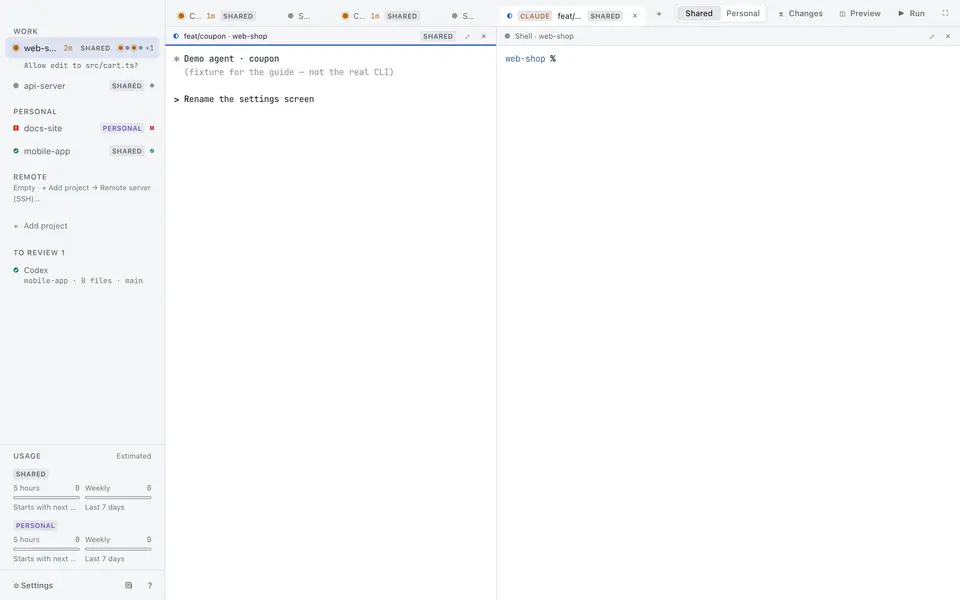 C... 1m SHARED
S...
C... 1m SHARED
S...
CLAUDE feat/... SHARED ×
+
Shared Personal
± Changes
Preview
Run
WORK
web-s... 2m SHARED +1
Allow edit to src/cart.ts?
api-server SHARED
PERSONAL
docs-site PERSONAL
mobile-app SHARED
REMOTE
Empty · + Add project → Remote server
(SSH)...
+ Add project
TO REVIEW 1
Codex
mobile-app · 0 files · main
USAGE Estimated
SHARED
5 hours 0 Weekly 0
Starts with next ... Last 7 days
PERSONAL
5 hours 0 Weekly 0
Starts with next ... Last 7 days
Settings ?
feat/coupon · web-shop SHARED ×
✻ Demo agent · coupon
(fixture for the guide — not the real CLI)
> Rename the settings screen
Shell · web-shop ×
web-shop %